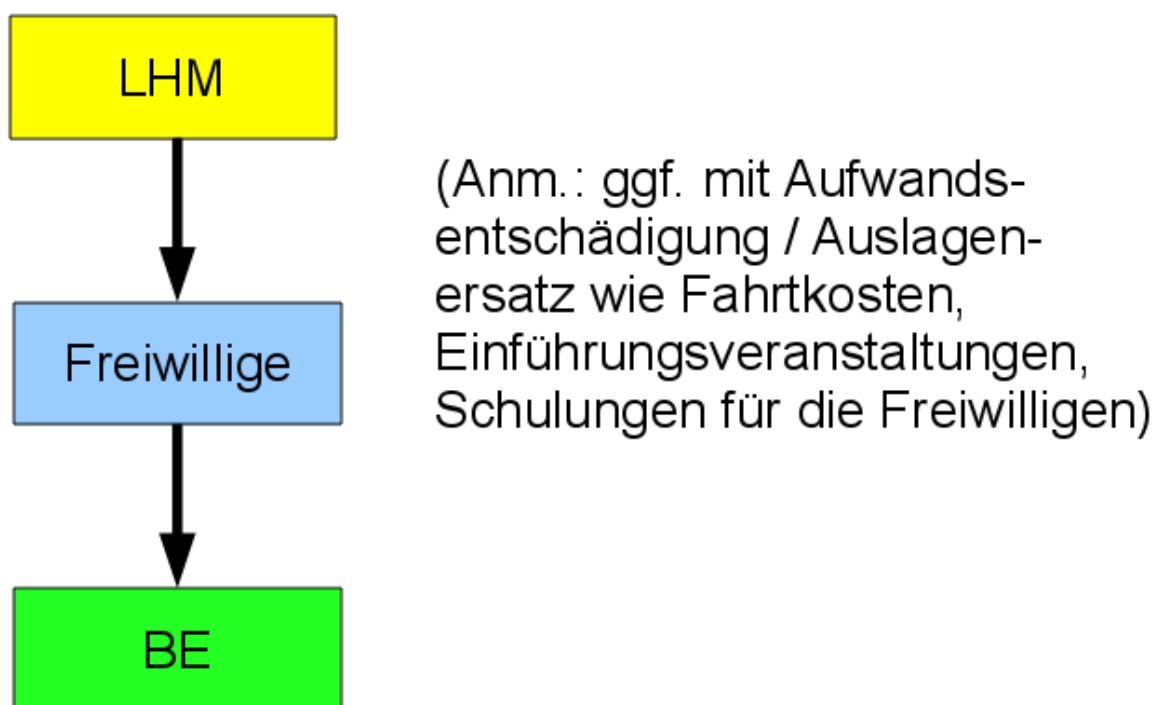 LHM
(Anm.: ggf. mit Aufwands-
entschädigung / Auslagen-
ersatz wie Fahrtkosten,
Einführungsveranstaltungen,
Schulungen für die Freiwilligen)
Freiwillige
BE